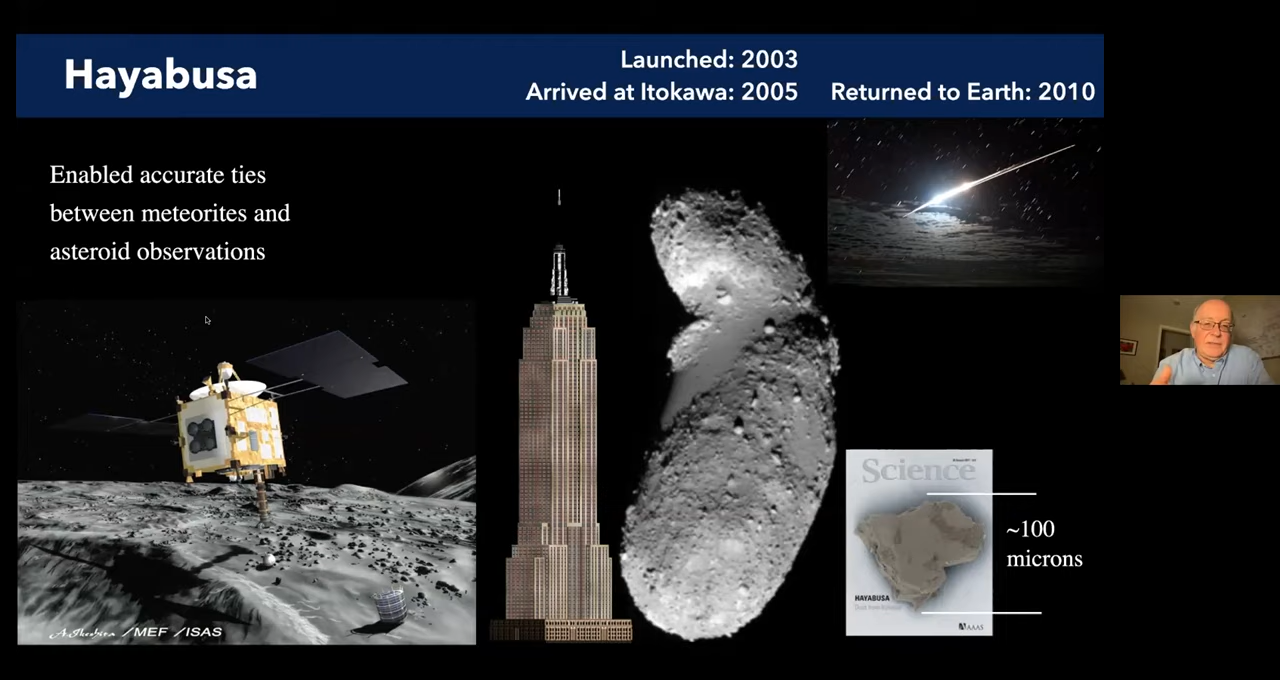 Hayabusa
Launched: 2003
Arrived at Itokawa: 2005
Returned to Earth: 2010
Enabled accurate ties
between meteorites and
asteroid observations
/MEF /ISAS
Science
~100
microns
HAYABUSA
AAAS